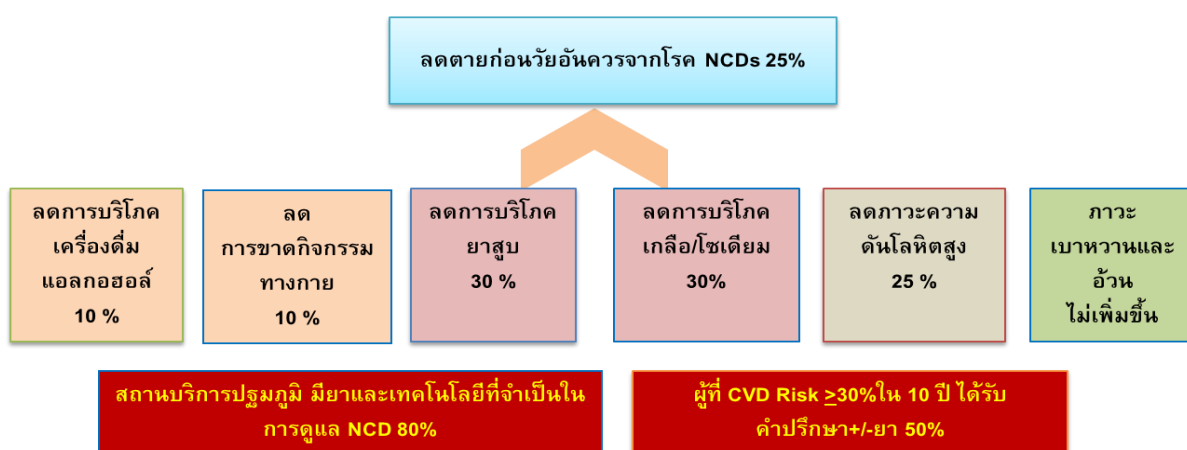 ลดตายก่อนวัยอันควรจากโรค NCDs 25%
ลดการบริโภค
เครื่องดื่ม
แอลกอฮอล์
10 %
ลด
การขาดกิจกรรม
ทางกาย
10 %
ลดการบริโภค
ยาสูบ
30 %
ลดการบริโภค
เกลือ/โซเดียม
30%
ลดภาวะความ
ดันโลหิตสูง
25 %
ภาวะ
เบาหวานและ
อ้วน
ไม่เพิ่มขึ้น
สถานบริการปฐมภูมิ มียาและเทคโนโลยีที่จำเป็นใน
การดูแล NCD 80%
ผู้ที่ CVD Risk >30%ใน 10 ปี ได้รับ
คำปรึกษา+/-ยา 50%